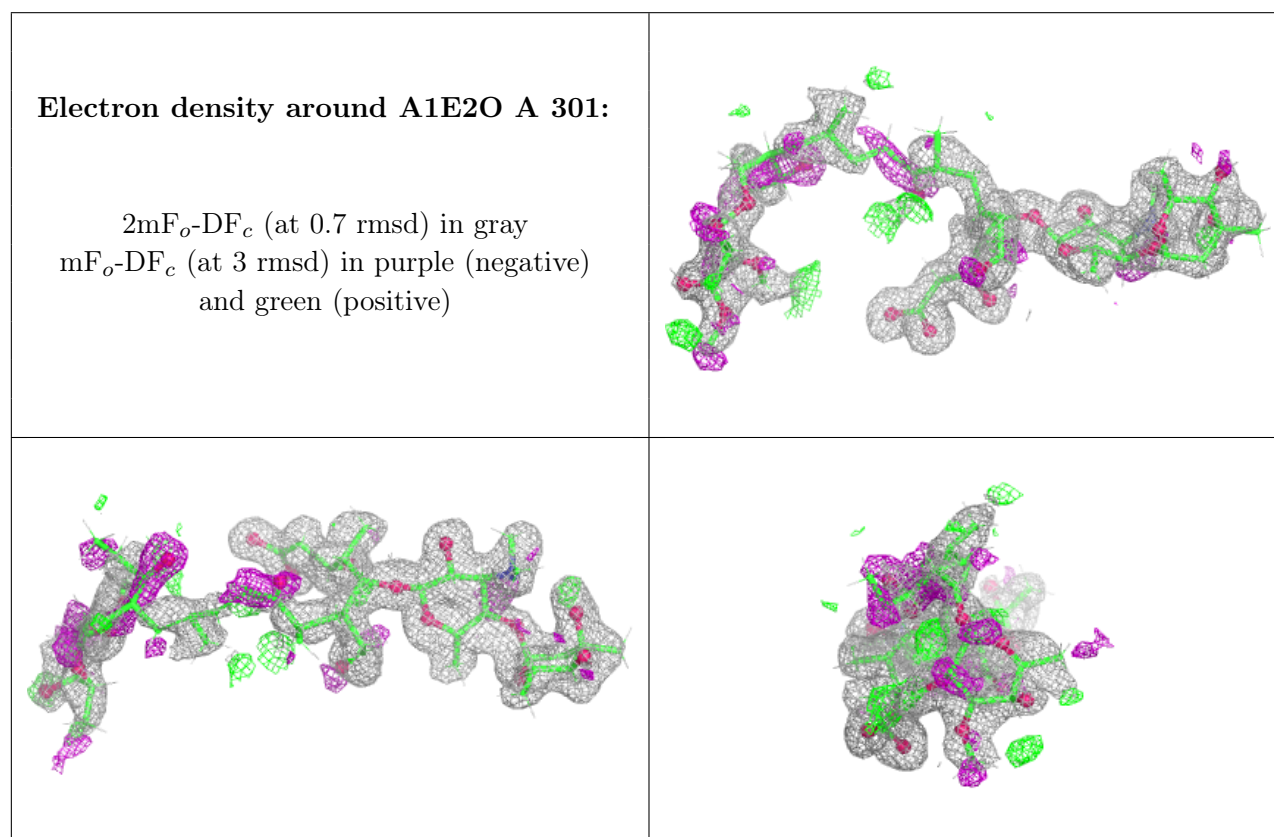 Electron density around A1E2O A 301:
2mFo-DFc (at 0.7 rmsd) in gray
mFo-DFc (at 3 rmsd) in purple (negative)
and green (positive)